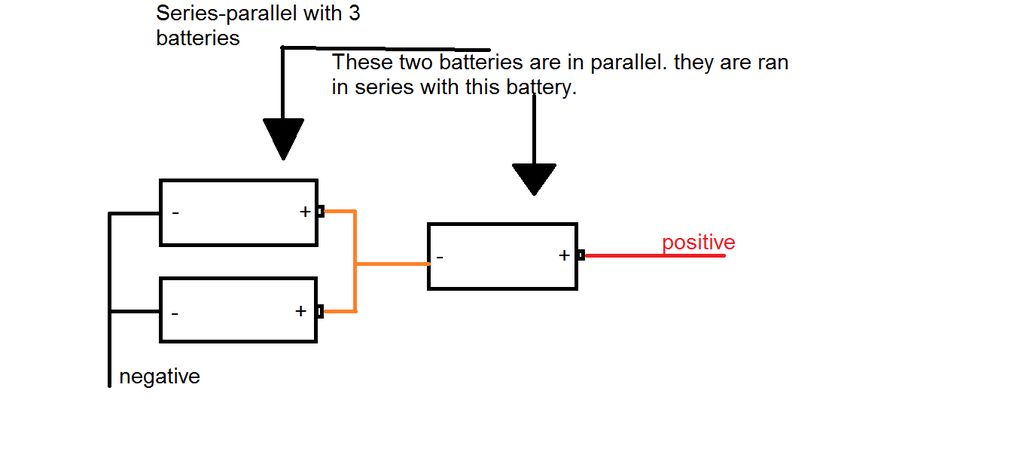 Series-parallel with 3
batteries
These two batteries are in parallel. they are ran
in series with this battery.
- +
- +
- +
positive
negative